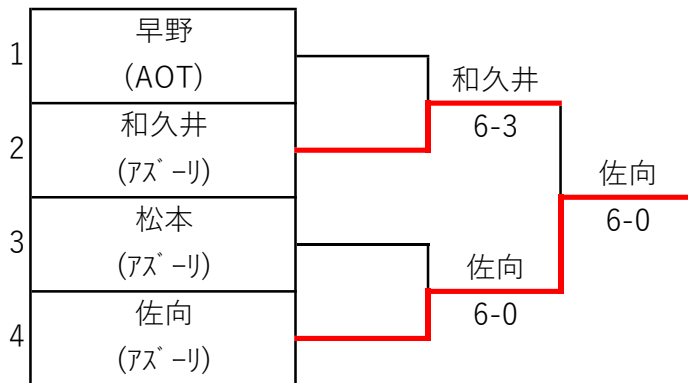 1
早野
(AOT)
2
和久井
(ｱｽﾞｰﾘ)
3
松本
(ｱｽﾞｰﾘ)
4
佐向
(ｱｽﾞｰﾘ)
和久井
6-3
佐向
6-0
佐向
6-0